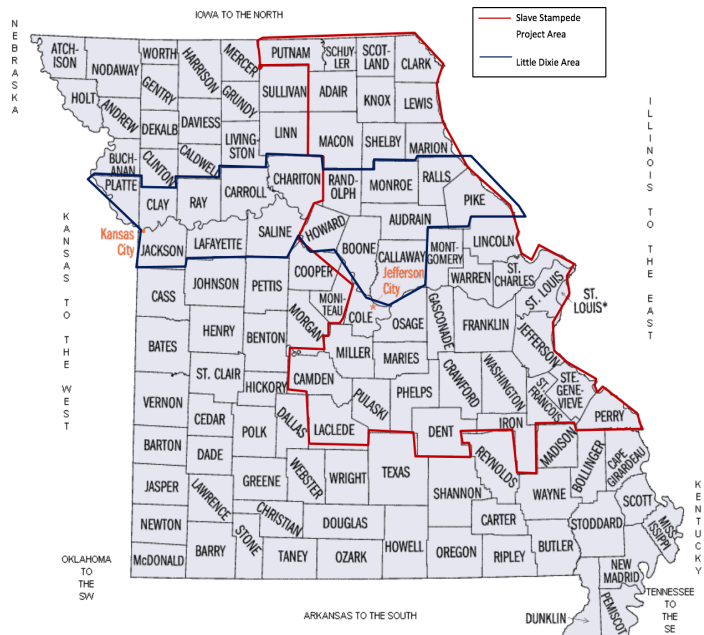 IOWA TO THE NORTH
Slave Stampede
Project Area
Little Dixie Area
NEBRASKA
ATCH-
ISON
NODAWAY
WORTH
HARRISON
MERCER
PUTNAM
SCHUY-
LER
SCOT-
LAND
CLARK
HOLT
ANDREW
GENTRY
GRUNDY
SULLIVAN
ADAIR
KNOX
LEWIS
DEKALB
DAVIESS
LIVING-
STON
LINN
MACON
SHELBY
MARION
ILLINOIS TO THE EAST
BUCH-
ANAN
CLINTON
CALDWELL
PLATTE
CLAY
RAY
CARROLL
CHARITON
RAN-
DOLPH
MONROE
RALLS
PIKE
KANSAS TO THE WEST
Kansas
City
JACKSON
LAFAYETTE
SALINE
HOWARD
BOONE
AUDRAIN
CALLAWAY
MONT-
GOMERY
LINCOLN
WARREN
ST.
CHARLES
ST. LOUIS
ST.
LOUIS*
Jefferson
City
*
CASS
JOHNSON
PETTIS
COOPER
MONI-
TEAU
COLE
OSAGE
GASCONADE
FRANKLIN
JEFFERSON
BATES
HENRY
BENTON
MORGAN
MILLER
MARIES
ST. CLAIR
HICKORY
CAMDEN
PULASKI
PHELPS
CRAWFORD
WASHINGTON
ST.
FRANCOIS
STE.
GENE-
VIEVE
PERRY
VERNON
CEDAR
POLK
DALLAS
LACLEDE
DENT
IRON
MADISON
BARTON
DADE
GREENE
WEBSTER
WRIGHT
TEXAS
REYNOLDS
BOLLINGER
CAPE
GIRARDEAU
JASPER
LAWRENCE
CHRISTIAN
DOUGLAS
SHANNON
WAYNE
SCOTT
KENTUCKY
NEWTON
STONE
CARTER
STODDARD
MISS-
ISSIPPI
McDONALD
BARRY
TANEY
OZARK
HOWELL
OREGON
RIPLEY
BUTLER
NEW
MADRID
OKLAHOMA
TO
THE
SW
PEMISCOT
DUNKLIN
TENNESSEE
TO
THE
SE
ARKANSAS TO THE SOUTH